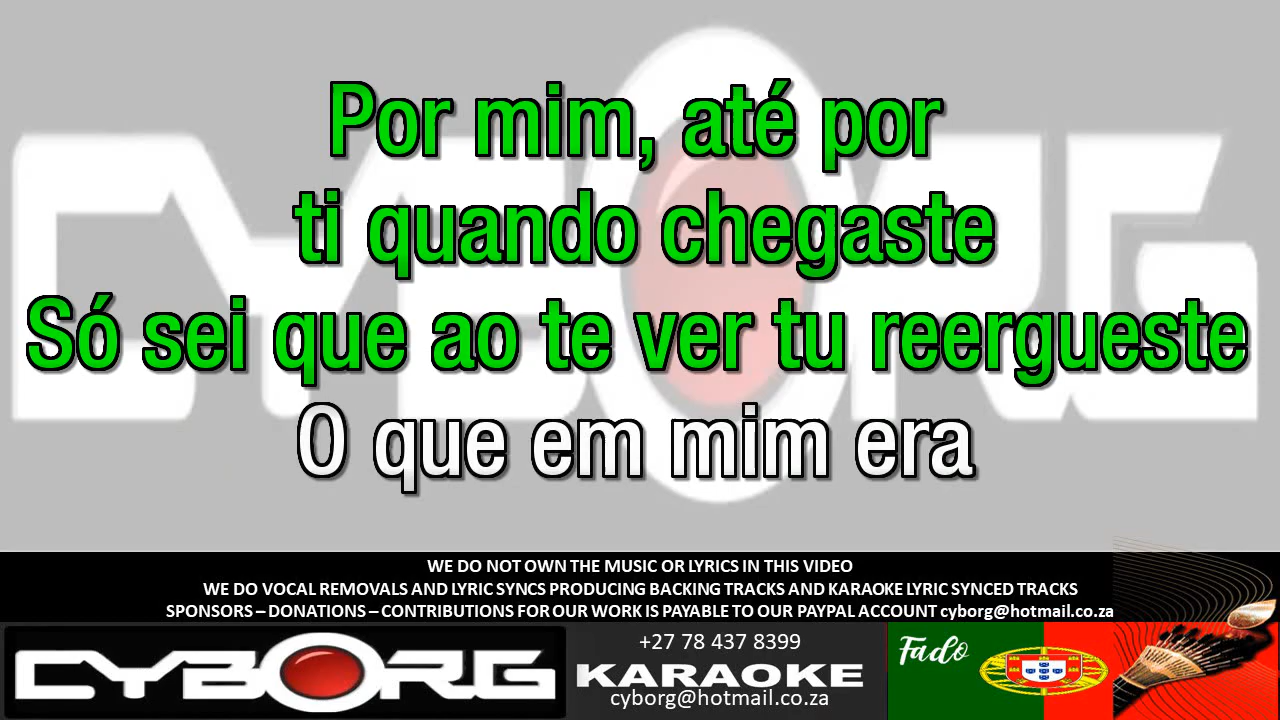 Por mim, até por
ti quando chegaste
Só sei que ao te ver tu reergueste
O que em mim era
WE DO NOT OWN THE MUSIC OR LYRICS IN THIS VIDEO
WE DO VOCAL REMOVALS AND LYRIC SYNCS PRODUCING BACKING TRACKS AND KARAOKE LYRIC SYNCED TRACKS
SPONSORS – DONATIONS – CONTRIBUTIONS FOR OUR WORK IS PAYABLE TO OUR PAYPAL ACCOUNT cyborg@hotmail.co.za
CYBORG
+27 78 437 8399
KARAOKE
cyborg@hotmail.co.za
Fado
CYBORG